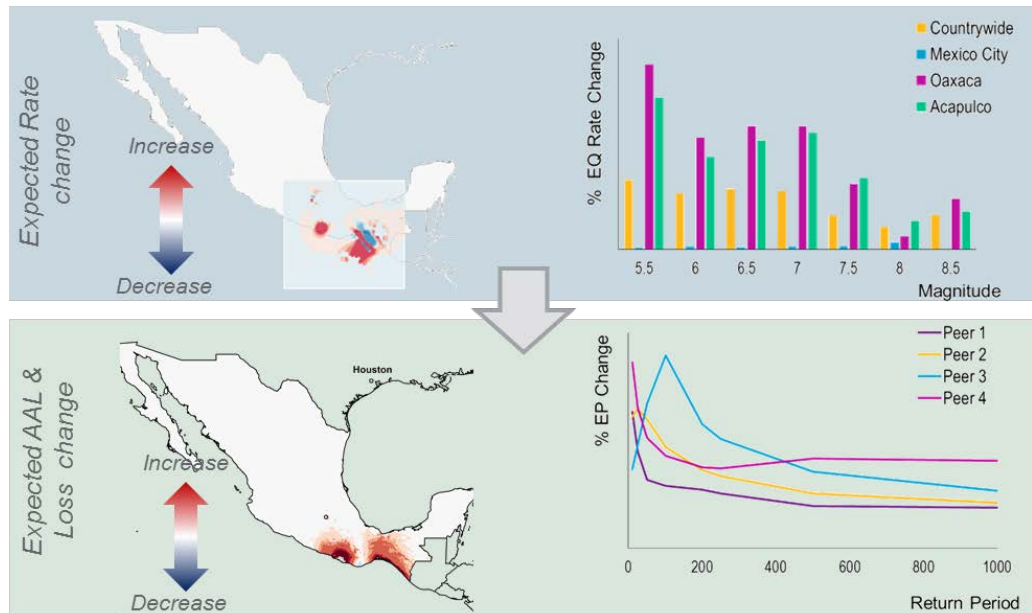 Expected Rate
change
Increase
Decrease
% EQ Rate Change
Countrywide
Mexico City
Oaxaca
Acapulco
5.5 6 6.5 7 7.5 8 8.5
Magnitude
Expected AAL &
Loss change
Increase
Decrease
Houston
% EP Change
Peer 1
Peer 2
Peer 3
Peer 4
0 200 400 600 800 1000
Return Period